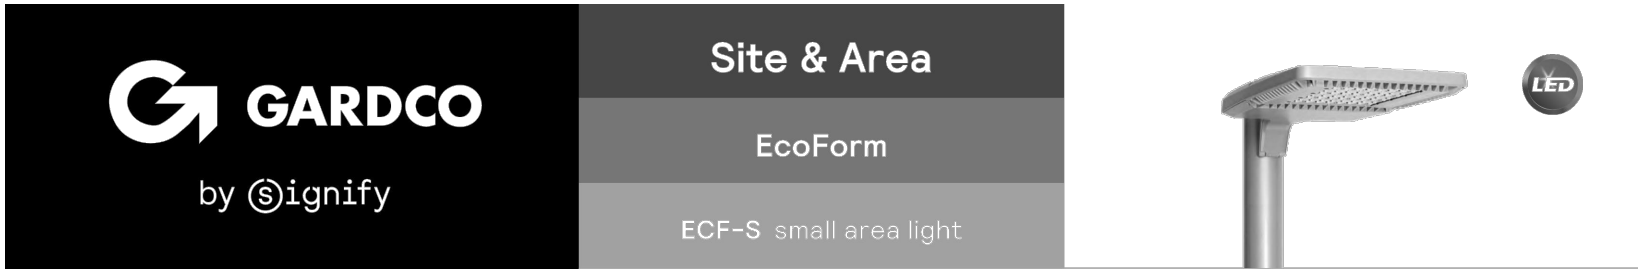 GARDCO
by Signify
Site & Area
EcoForm
ECF-S small area light
LED